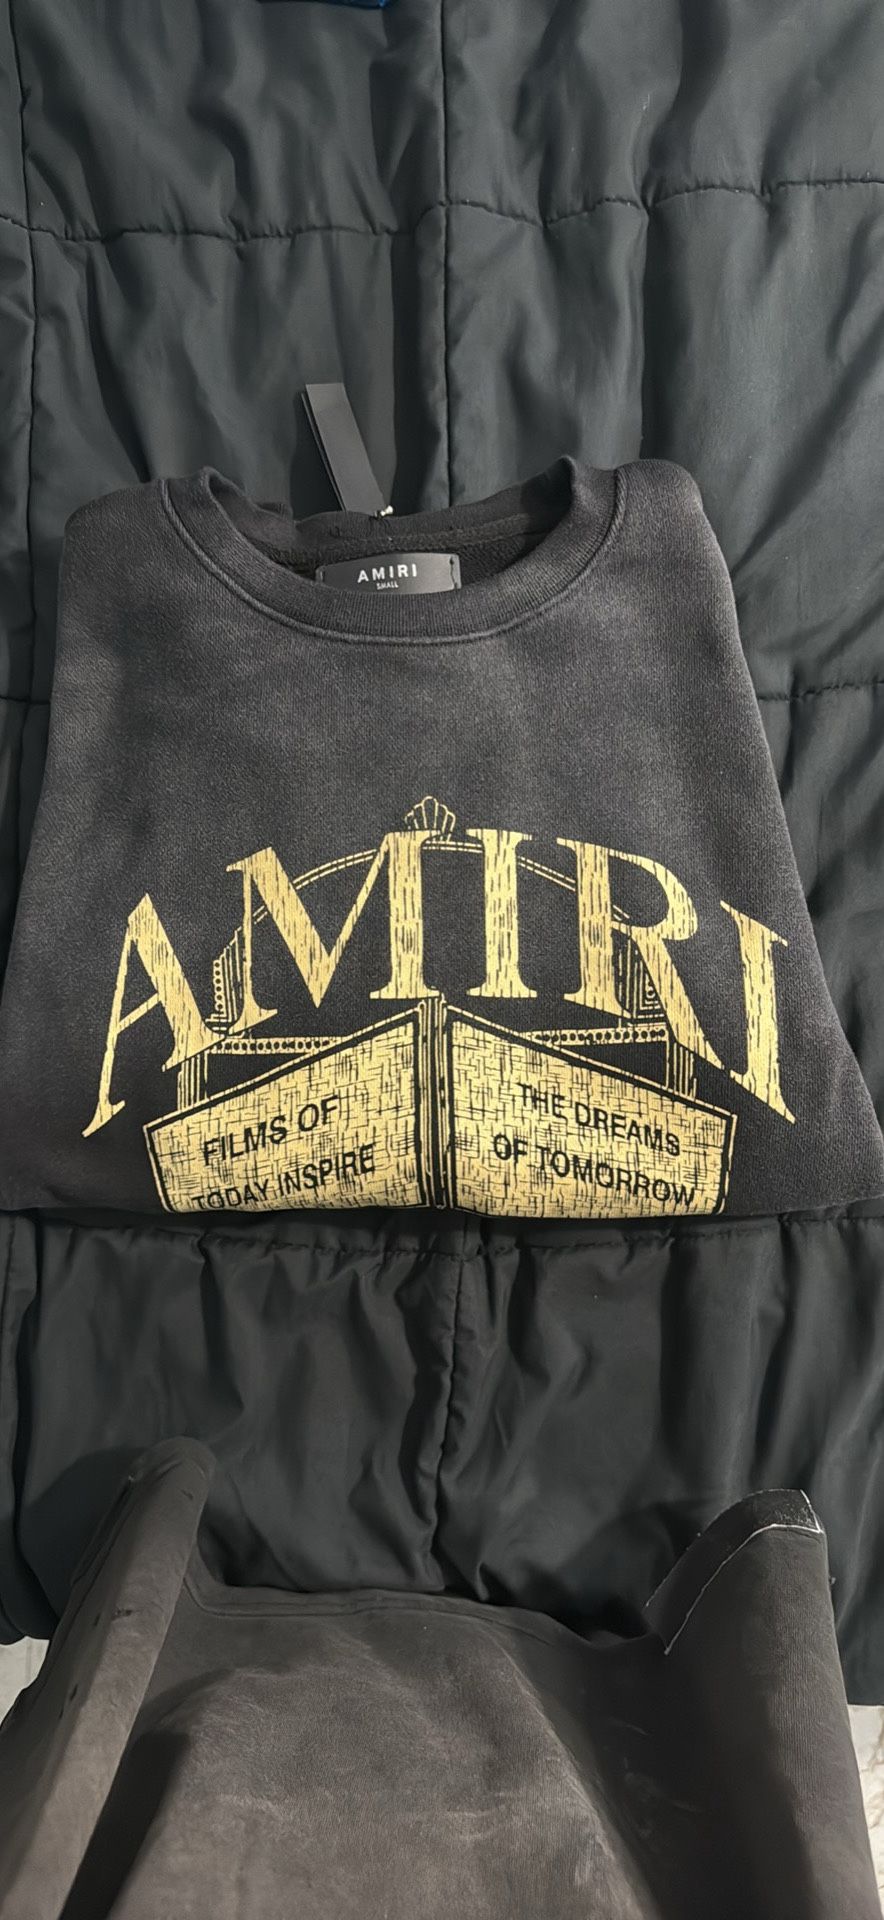 AMIRI
SMALL
AMIRI
FILMS OF
TODAY INSPIRE
THE DREAMS
OF TOMORROW